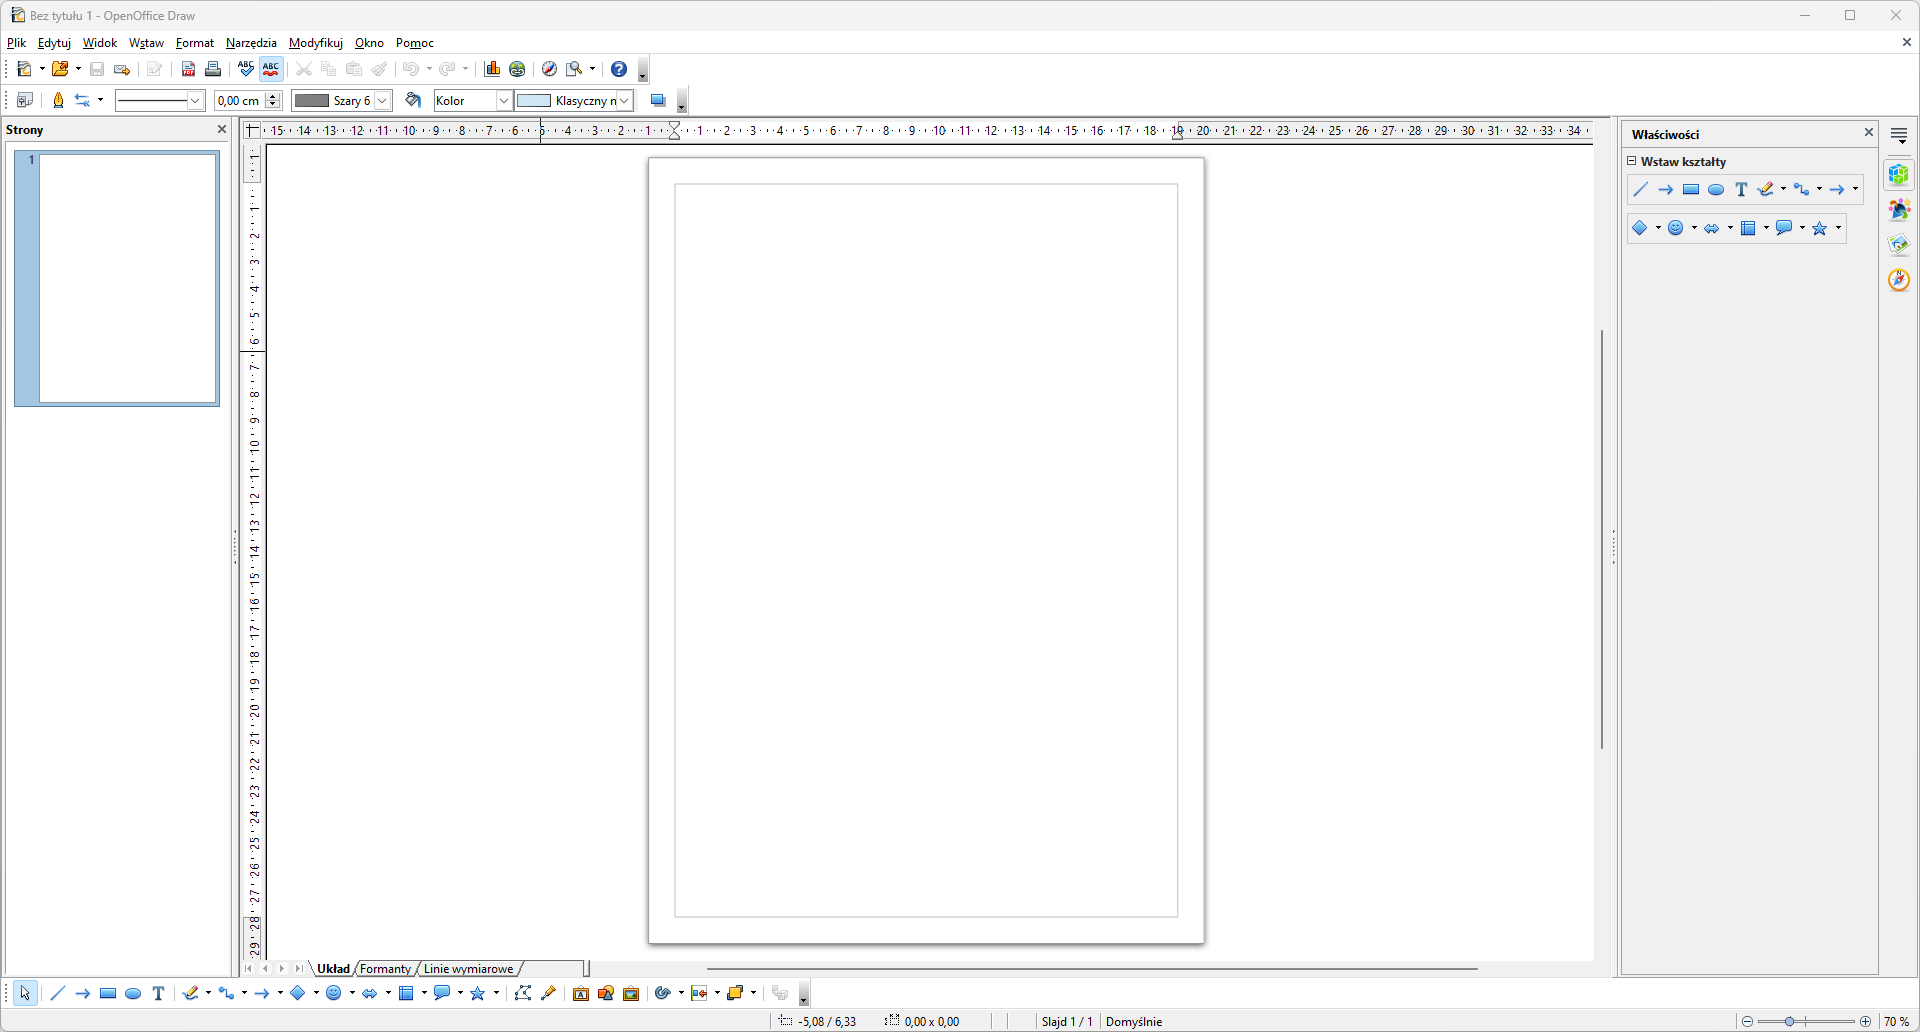 Bez tytułu 1 - OpenOffice Draw
Plik Edytuj Widok Wstaw Format Narzędzia Modyfikuj Okno Pomoc
0,00 cm Szary 6 Kolor Klasyczny n
Strony
1
15 14 13 12 11 10 9 8 7 6 5 4 3 2 1 1 2 3 4 5 6 7 8 9 10 11 12 13 14 15 16 17 18 19 20 21 22 23 24 25 26 27 28 29 30 31 32 33 34
1 1 2 3 4 5 6 7 8 9 10 11 12 13 14 15 16 17 18 19 20 21 22 23 24 25 26 27 28 29
Właściwości
Wstaw kształty
Układ Formanty Linie wymiarowe
-5,08 / 6,33 0,00 x 0,00 Slajd 1 / 1 Domyślnie 70 %